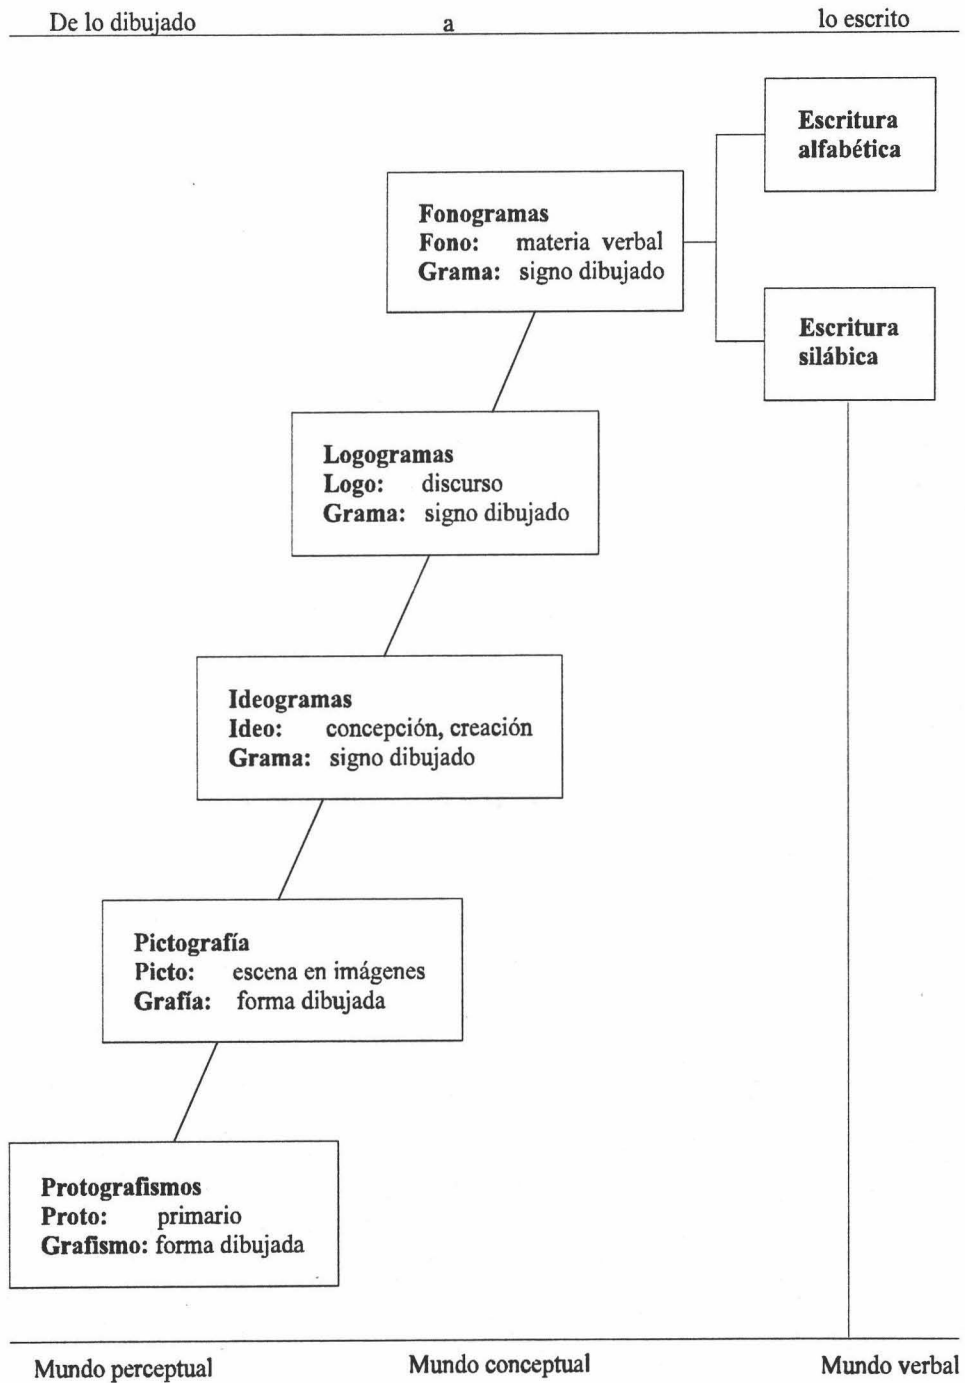 De lo dibujado a lo escrito
Escritura
alfabética
Fonogramas
Fono: materia verbal
Grama: signo dibujado
Escritura
silábica
Logogramas
Logo: discurso
Grama: signo dibujado
Ideogramas
Ideo: concepción, creación
Grama: signo dibujado
Pictografía
Picto: escena en imágenes
Grafía: forma dibujada
Protografismos
Proto: primario
Grafismo: forma dibujada
Mundo perceptual Mundo conceptual Mundo verbal